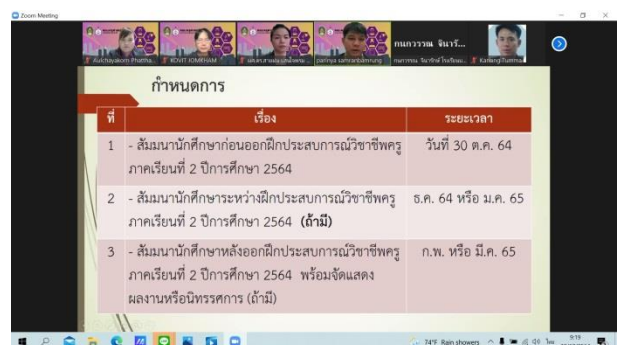 Zoom Meeting
KOVIT KOMKHAM
parinya samranbamrung
กนกวรรณ จินาวั...
Kanlang Tumma
กำหนดการ
ที่ เรื่อง ระยะเวลา
1 - สัมมนานักศึกษาก่อนออกฝึกประสบการณ์วิชาชีพครู วันที่ 30 ต.ค. 64
ภาคเรียนที่ 2 ปีการศึกษา 2564
2 - สัมมนานักศึกษาระหว่างฝึกประสบการณ์วิชาชีพครู ธ.ค. 64 หรือ ม.ค. 65
ภาคเรียนที่ 2 ปีการศึกษา 2564 (ถ้ามี)
3 - สัมมนานักศึกษาหลังออกฝึกประสบการณ์วิชาชีพครู ก.พ. หรือ มี.ค. 65
ภาคเรียนที่ 2 ปีการศึกษา 2564 พร้อมจัดแสดง
ผลงานหรือนิทรรศการ (ถ้ามี)
74°F Rain showers
ไทย
9:19